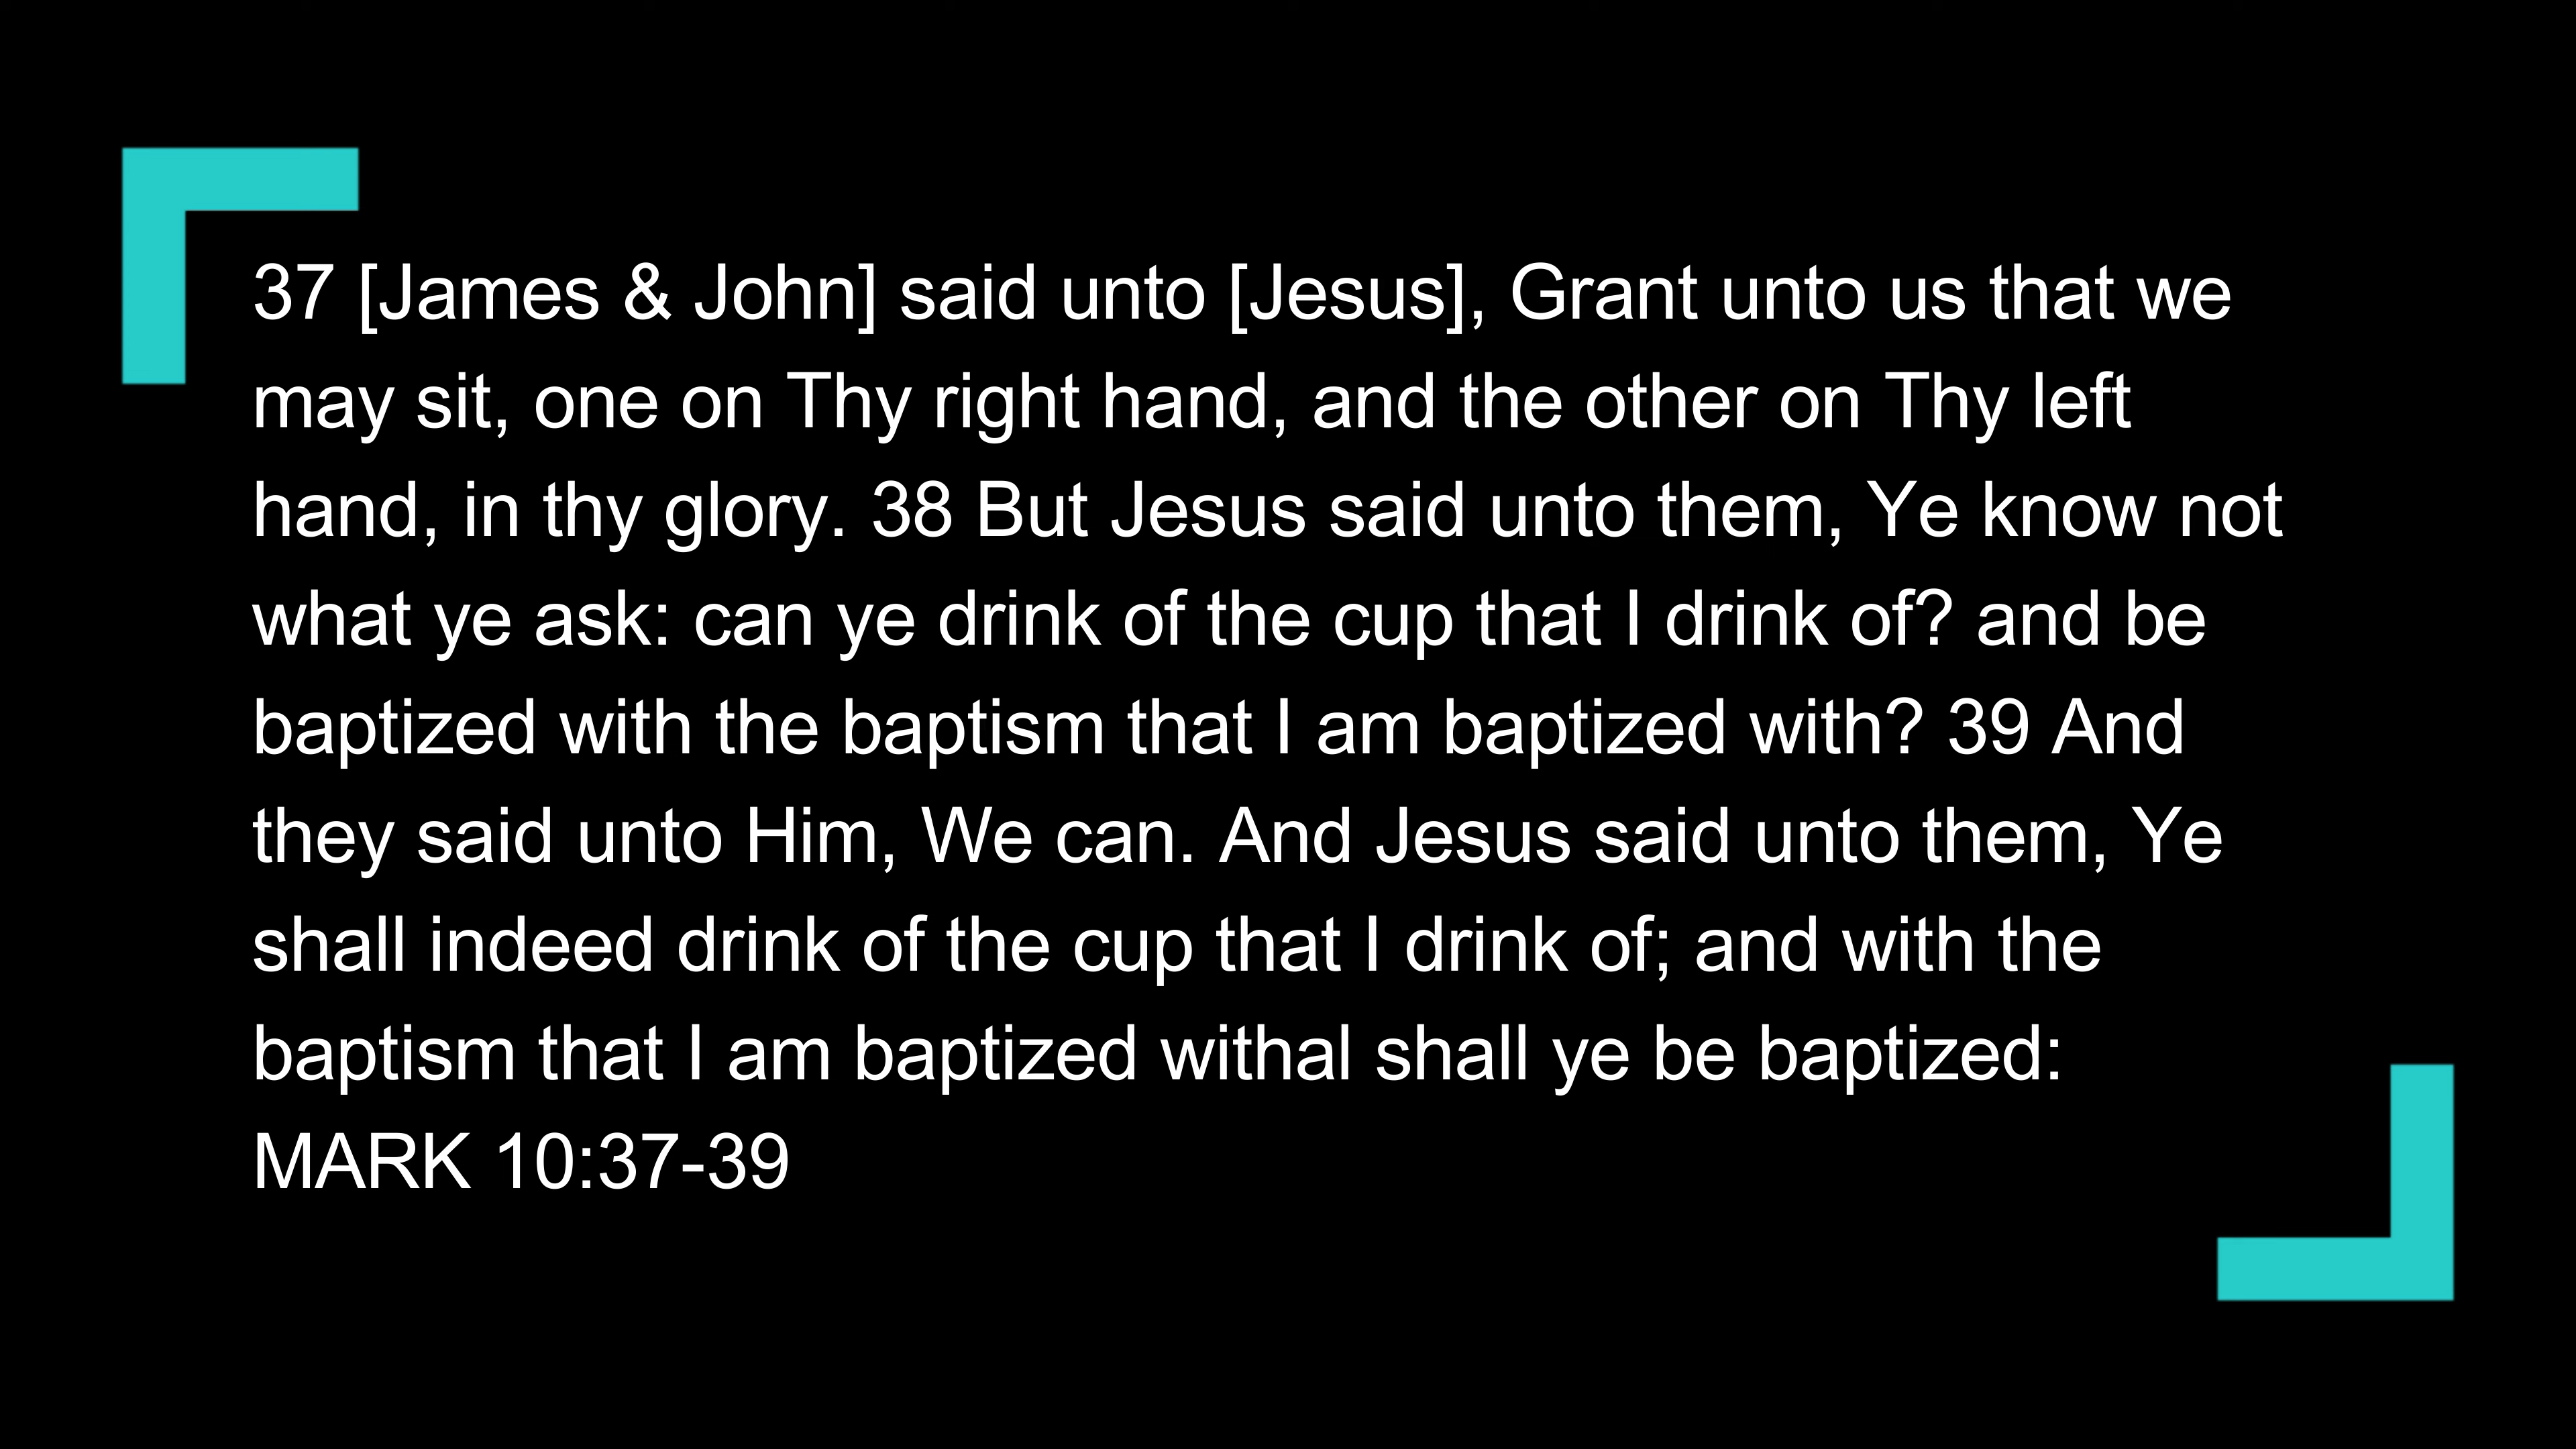 37 [James & John] said unto [Jesus], Grant unto us that we
may sit, one on Thy right hand, and the other on Thy left
hand, in thy glory. 38 But Jesus said unto them, Ye know not
what ye ask: can ye drink of the cup that I drink of? and be
baptized with the baptism that I am baptized with? 39 And
they said unto Him, We can. And Jesus said unto them, Ye
shall indeed drink of the cup that I drink of; and with the
baptism that I am baptized withal shall ye be baptized:
MARK 10:37-39